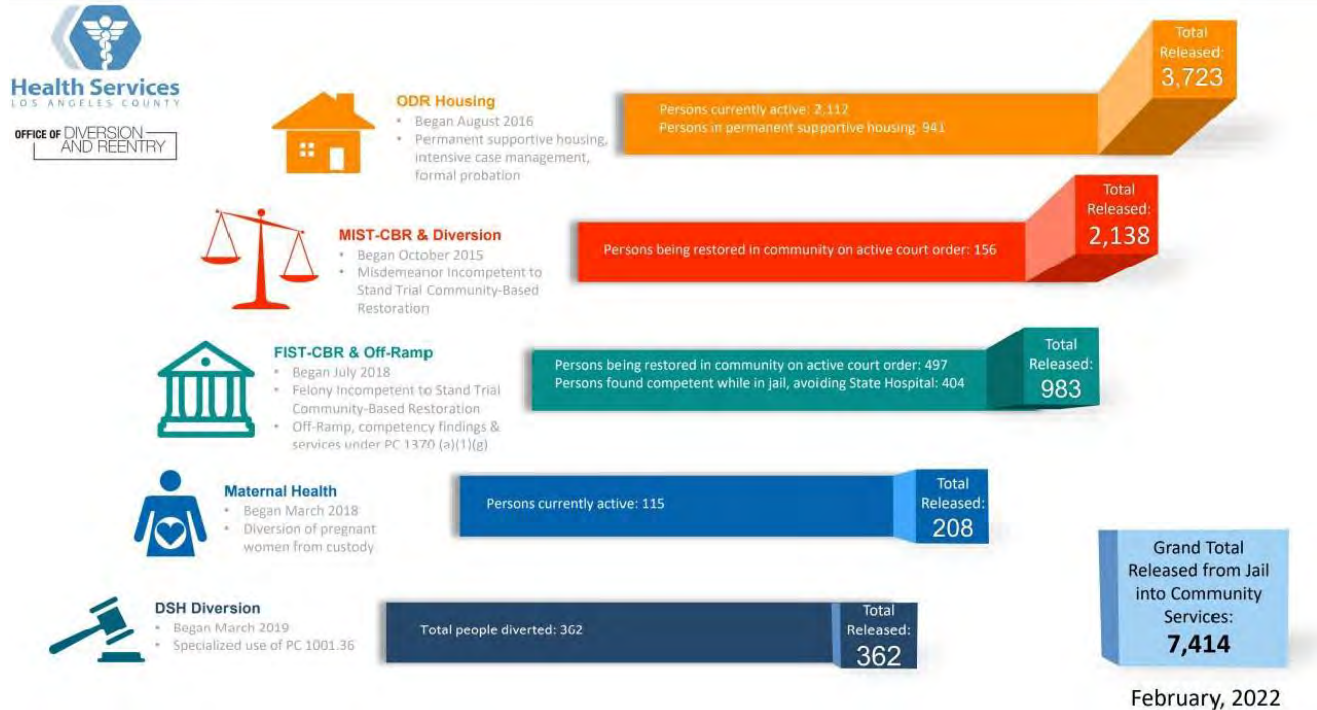 Health Services
LOS ANGELES COUNTY
OFFICE OF DIVERSION
AND REENTRY
ODR Housing
• Began August 2016
• Permanent supportive housing,
intensive case management,
formal probation
Persons currently active: 2,112
Persons in permanent supportive housing: 941
Total
Released:
3,723
MIST-CBR & Diversion
• Began October 2015
• Misdemeanor Incompetent to
Stand Trial Community-Based
Restoration
Persons being restored in community on active court order: 156
Total
Released:
2,138
FIST-CBR & Off-Ramp
• Began July 2018
• Felony Incompetent to Stand Trial
Community-Based Restoration
• Off-Ramp, competency findings &
services under PC 1370 (a)(1)(g)
Persons being restored in community on active court order: 497
Persons found competent while in jail, avoiding State Hospital: 404
Total
Released:
983
Maternal Health
• Began March 2018
• Diversion of pregnant
women from custody
Persons currently active: 115
Total
Released:
208
DSH Diversion
• Began March 2019
• Specialized use of PC 1001.36
Total people diverted: 362
Total
Released:
362
Grand Total
Released from Jail
into Community
Services:
7,414
February, 2022